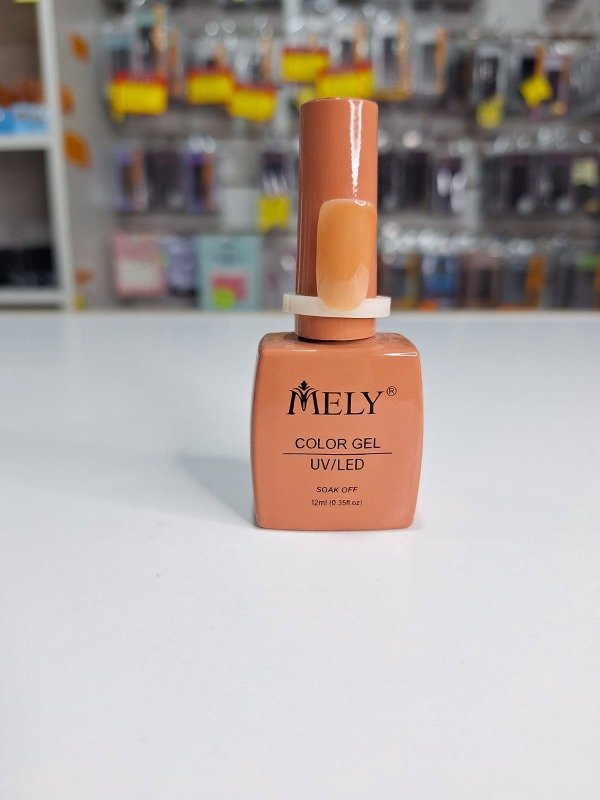 MELY®
COLOR GEL
UV/LED
SOAK OFF
12ml (0.35fl oz)